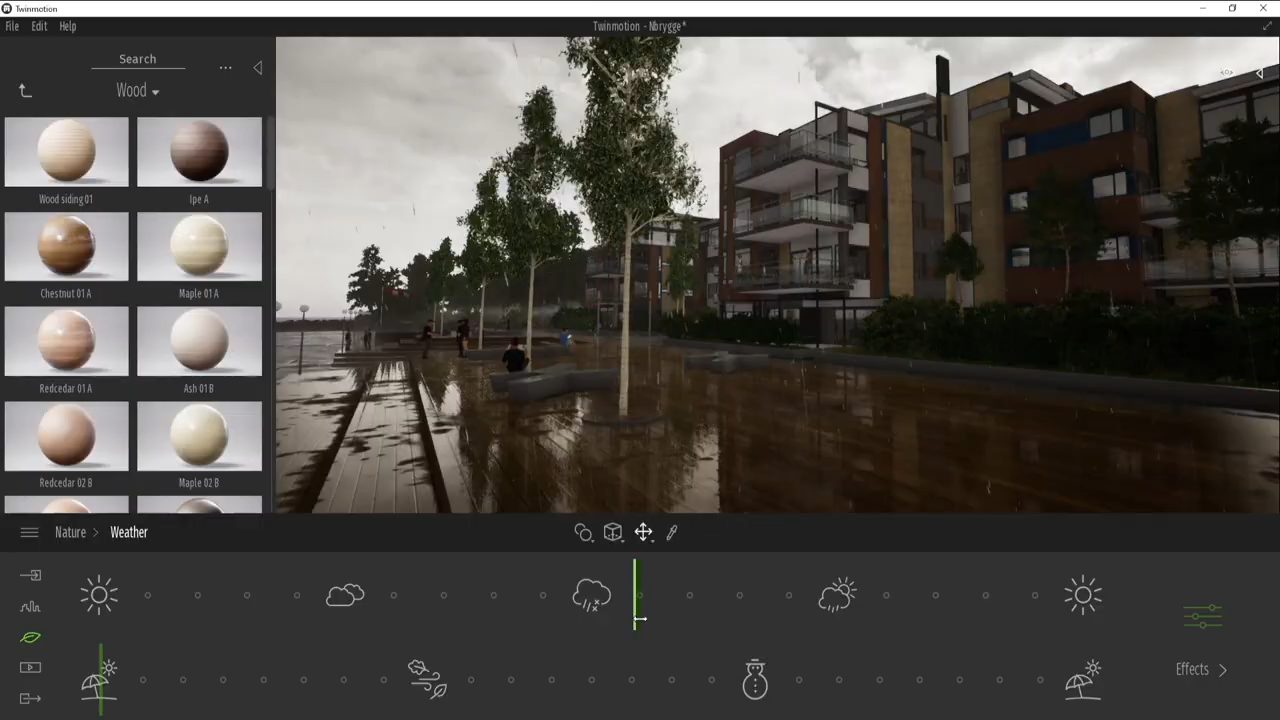 Twinmotion
File Edit Help
Twinmotion - Nbrygge*
Search
Wood
Wood siding 01
Ipe A
Chestnut 01 A
Maple 01 A
Redcedar 01 A
Ash 01 B
Redcedar 02 B
Maple 02 B
Nature > Weather
Effects >